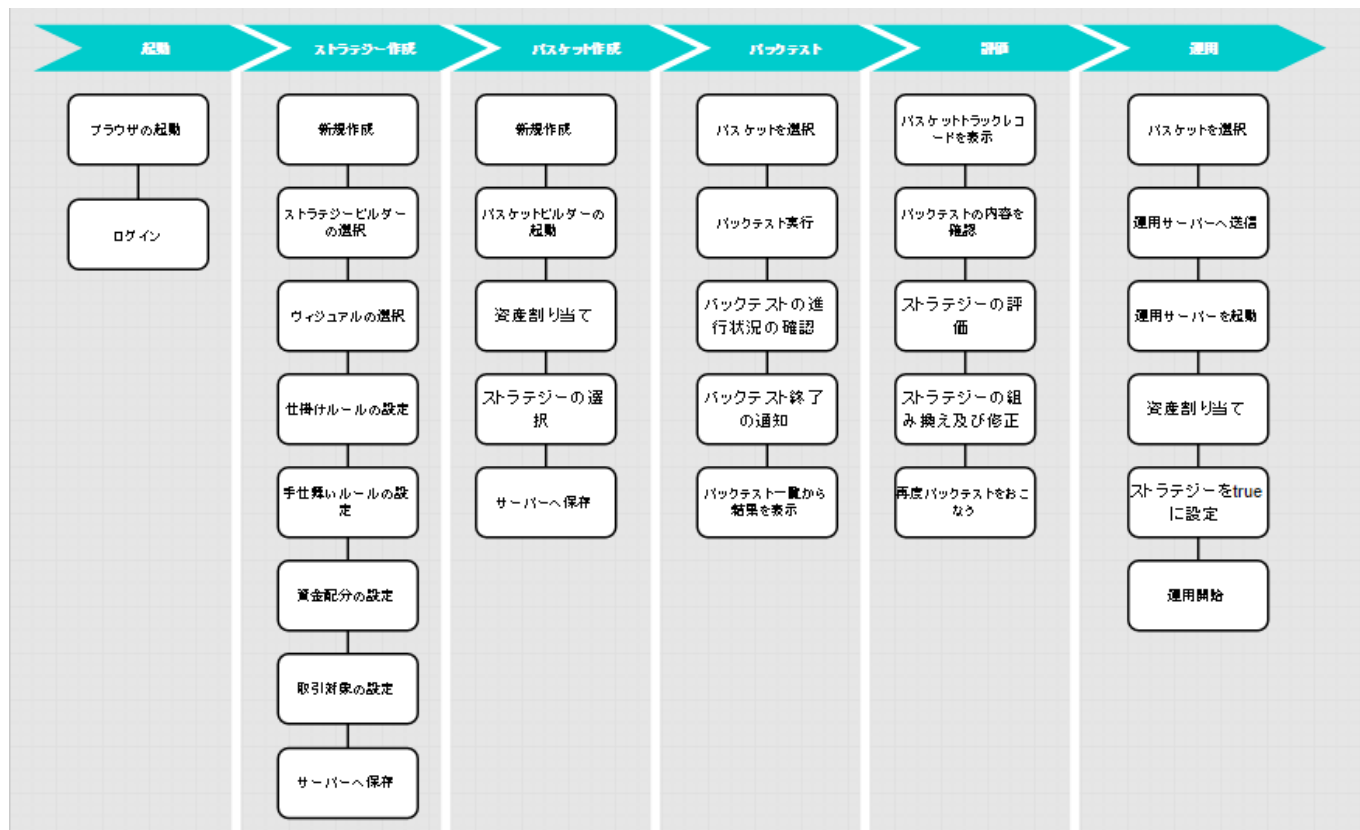 起動
ストラテジー作成
バスケット作成
バックテスト
評価
運用
ブラウザの起動
ログイン
新規作成
ストラテジービルダー
の選択
ヴィジュアルの選択
仕掛けルールの設定
手仕舞いルールの設
定
資金配分の設定
取引対象の設定
サーバーへ保存
新規作成
バスケットビルダーの
起動
資産割り当て
ストラテジーの選
択
サーバーへ保存
バスケットを選択
バックテスト実行
バックテストの進
行状況の確認
バックテスト終了
の通知
バックテスト一覧から
結果を表示
バスケットトラックレコ
ードを表示
バックテストの内容を
確認
ストラテジーの評
価
ストラテジーの組
み換え及び修正
再度バックテストをおこ
なう
バスケットを選択
運用サーバーへ送信
運用サーバーを起動
資産割り当て
ストラテジーをtrue
に設定
運用開始